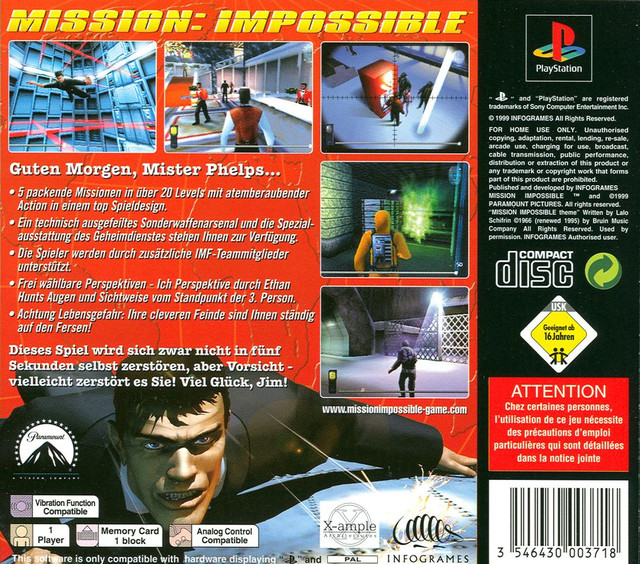 MISSION: IMPOSSIBLE
Guten Morgen, Mister Phelps...
• 5 packende Missionen in über 20 Levels mit atemberaubender
Action in einem top Spieldesign.
• Ein technisch ausgefeiltes Sonderwaffenarsenal und die Spezial-
ausstattung des Geheimdienstes stehen Ihnen zur Verfügung.
• Die Spieler werden durch zusätzliche IMF-Teammitglieder
unterstützt.
• Frei wählbare Perspektiven - Ich Perspektive durch Ethan
Hunts Augen und Sichtweise vom Standpunkt der 3. Person.
• Achtung Lebensgefahr: Ihre cleveren Feinde sind Ihnen ständig
auf den Fersen!
Dieses Spiel wird sich zwar nicht in fünf
Sekunden selbst zerstören, aber Vorsicht -
vielleicht zerstört es Sie! Viel Glück, Jim!
www.missionimpossible-game.com
Paramount
A VIACOM COMPANY
Vibration Function
Compatible
1
Player
Memory Card
1 block
Analog Control
Compatible
X-ample
Architectures
INFOGRAMES
This software is only compatible with hardware displaying " " and PAL
PlayStation
" " and "PlayStation" are registered
trademarks of Sony Computer Entertainment Inc.
© 1999 INFOGRAMES All Rights Reserved.
FOR HOME USE ONLY. Unauthorised
copying, adaptation, rental, lending, re-sale,
arcade use, charging for use, broadcast,
cable transmission, public performance,
distribution or extraction of this product or
any trademark or copyright work that forms
part of this product are prohibited.
Published and developed by INFOGRAMES
MISSION IMPOSSIBLE ™ and ©1999
PARAMOUNT PICTURES. All rights reserved.
"MISSION IMPOSSIBLE theme" Written by Lalo
Schifrin ©1966 (renewed 1995) by Bruin Music
Company All Rights Reserved. Used by
permission. INFOGRAMES Authorised user.
COMPACT
disc
USK
Geeignet ab
16 Jahren
ATTENTION
Chez certaines personnes,
l'utilisation de ce jeu nécessite
des précautions d'emploi
particulières qui sont détaillées
dans la notice jointe
3 546430 003718